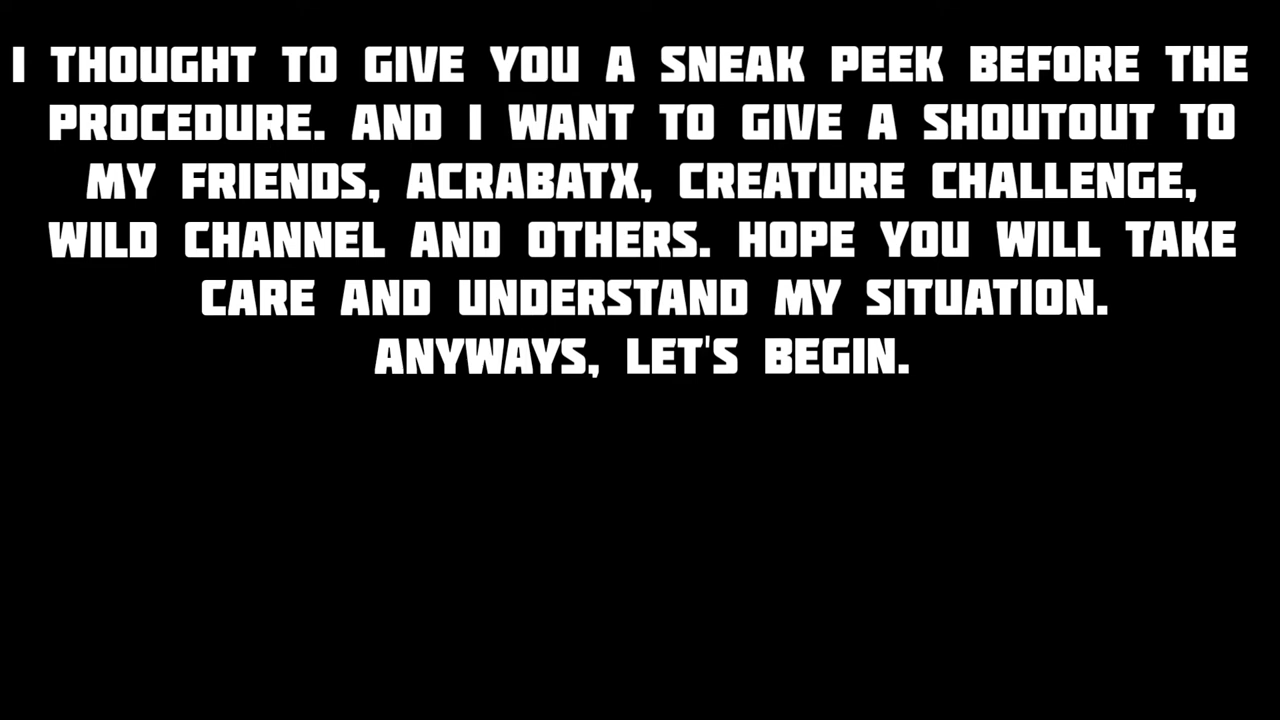 I THOUGHT TO GIVE YOU A SNEAK PEEK BEFORE THE
PROCEDURE. AND I WANT TO GIVE A SHOUTOUT TO
MY FRIENDS, ACRABATX, CREATURE CHALLENGE,
WILD CHANNEL AND OTHERS. HOPE YOU WILL TAKE
CARE AND UNDERSTAND MY SITUATION.
ANYWAYS, LET'S BEGIN.